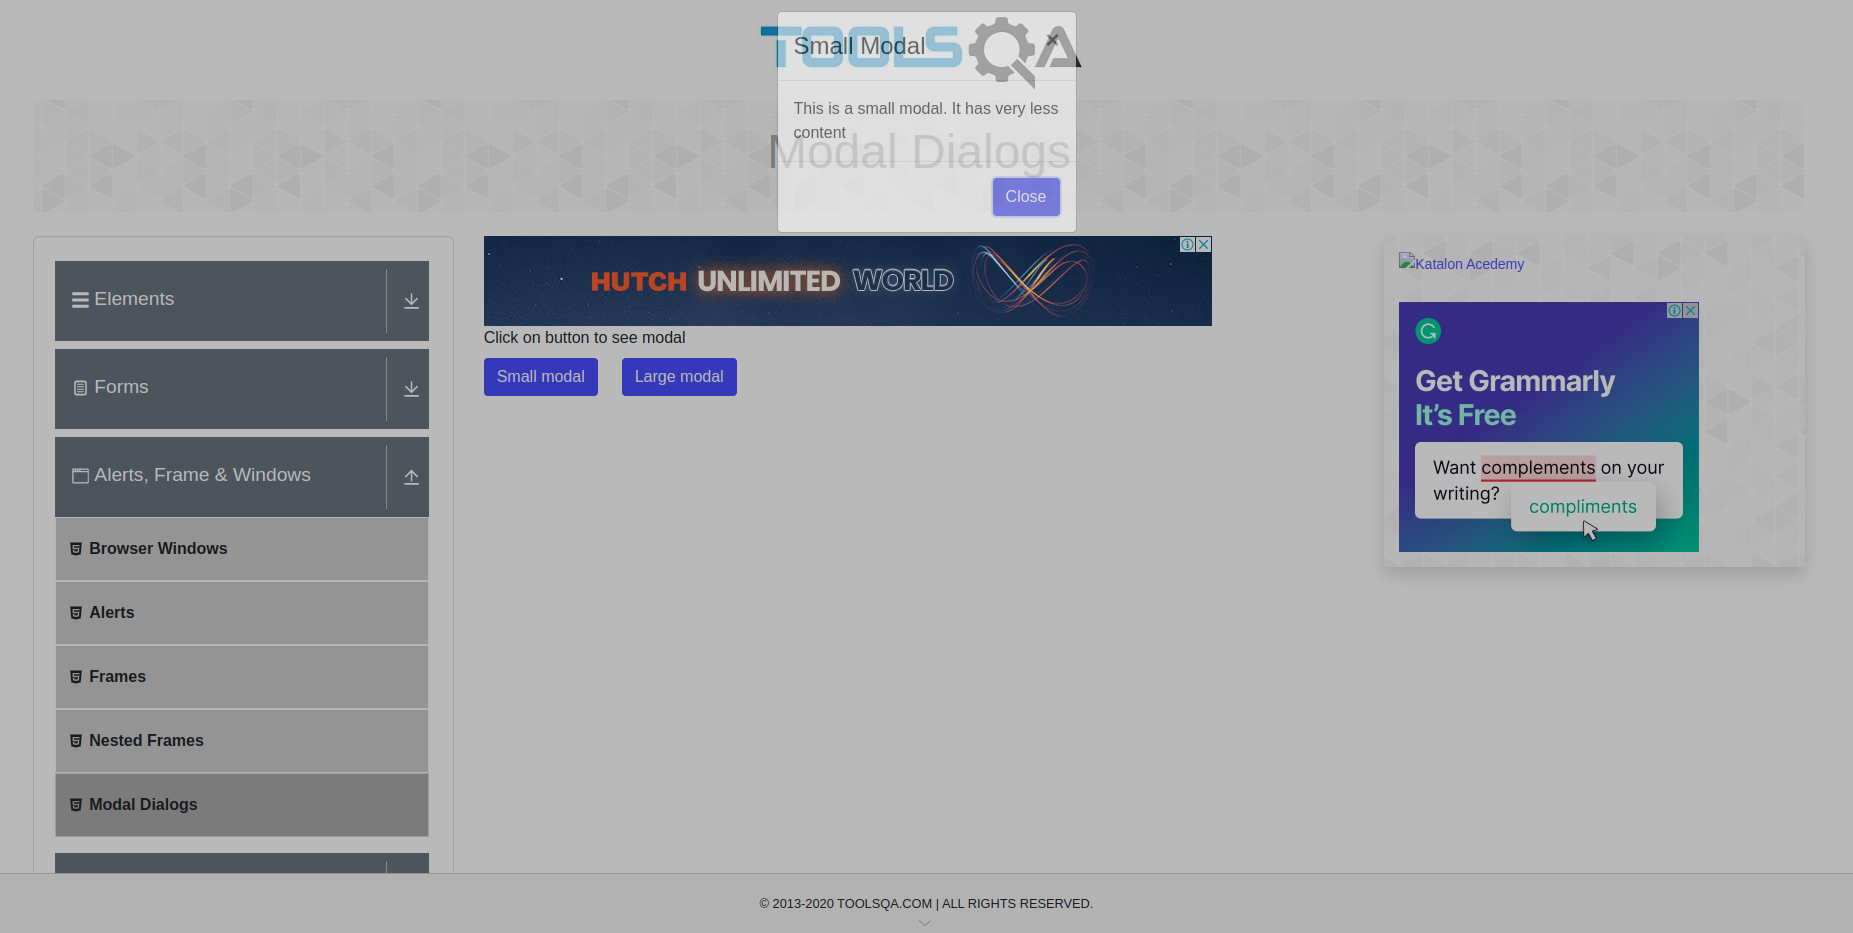 TOOLSQA
Small Modal
×
This is a small modal. It has very less
content
Modal Dialogs
Close
Elements
Forms
Alerts, Frame & Windows
Browser Windows
Alerts
Frames
Nested Frames
Modal Dialogs
HUTCH UNLIMITED WORLD
Click on button to see modal
Small modal
Large modal
Katalon Acedemy
Get Grammarly
It's Free
Want complements on your
writing?
compliments
© 2013-2020 TOOLSQA.COM | ALL RIGHTS RESERVED.